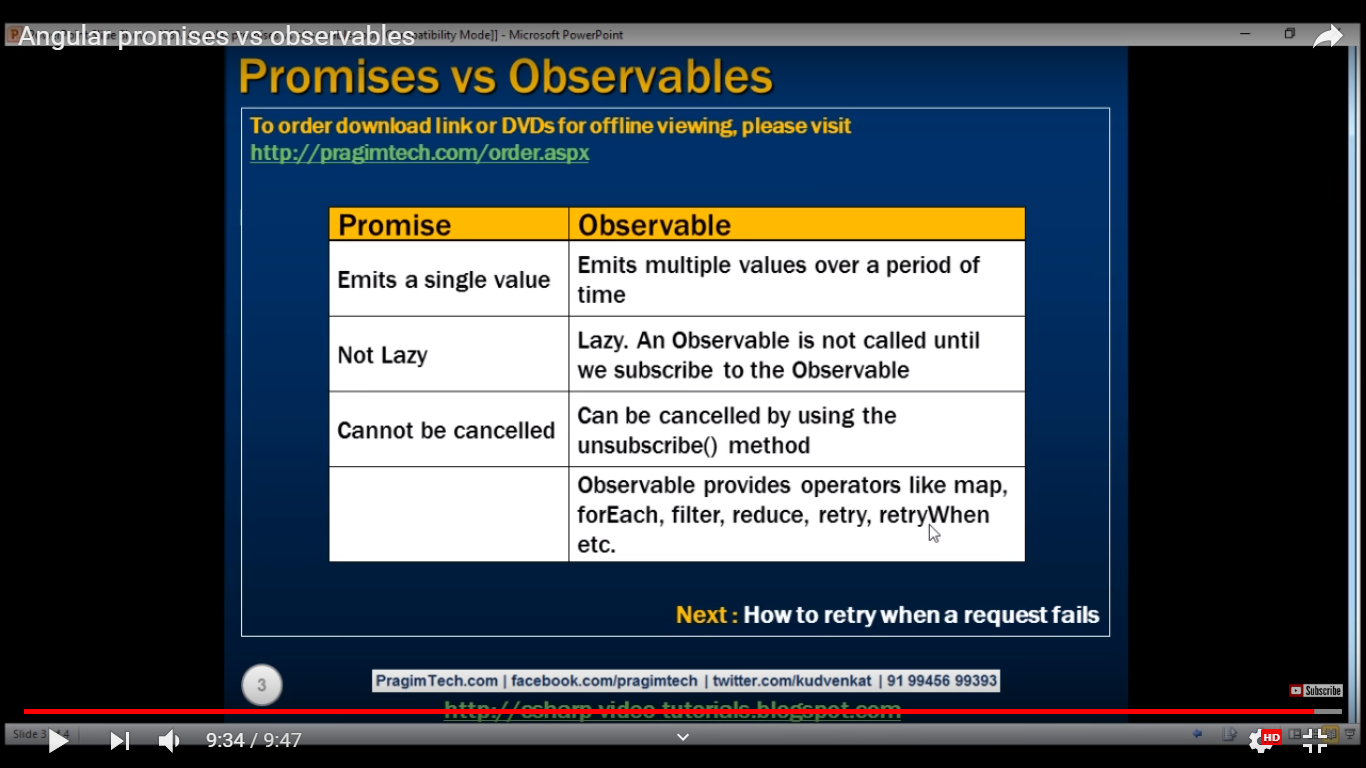 Angular promises vs observables
Compatibility Mode]] - Microsoft PowerPoint
Promises vs Observables
To order download link or DVDs for offline viewing, please visit
http://pragimtech.com/order.aspx
Promise
Observable
Emits a single value
Emits multiple values over a period of
time
Not Lazy
Lazy. An Observable is not called until
we subscribe to the Observable
Cannot be cancelled
Can be cancelled by using the
unsubscribe() method
Observable provides operators like map,
forEach, filter, reduce, retry, retryWhen
etc.
Next : How to retry when a request fails
3
PragimTech.com | facebook.com/pragimtech | twitter.com/kudvenkat | 91 99456 99393
Subscribe
http://csharp-video-tutorials.blogspot.com
Slide 3
9:34 / 9:47
HD